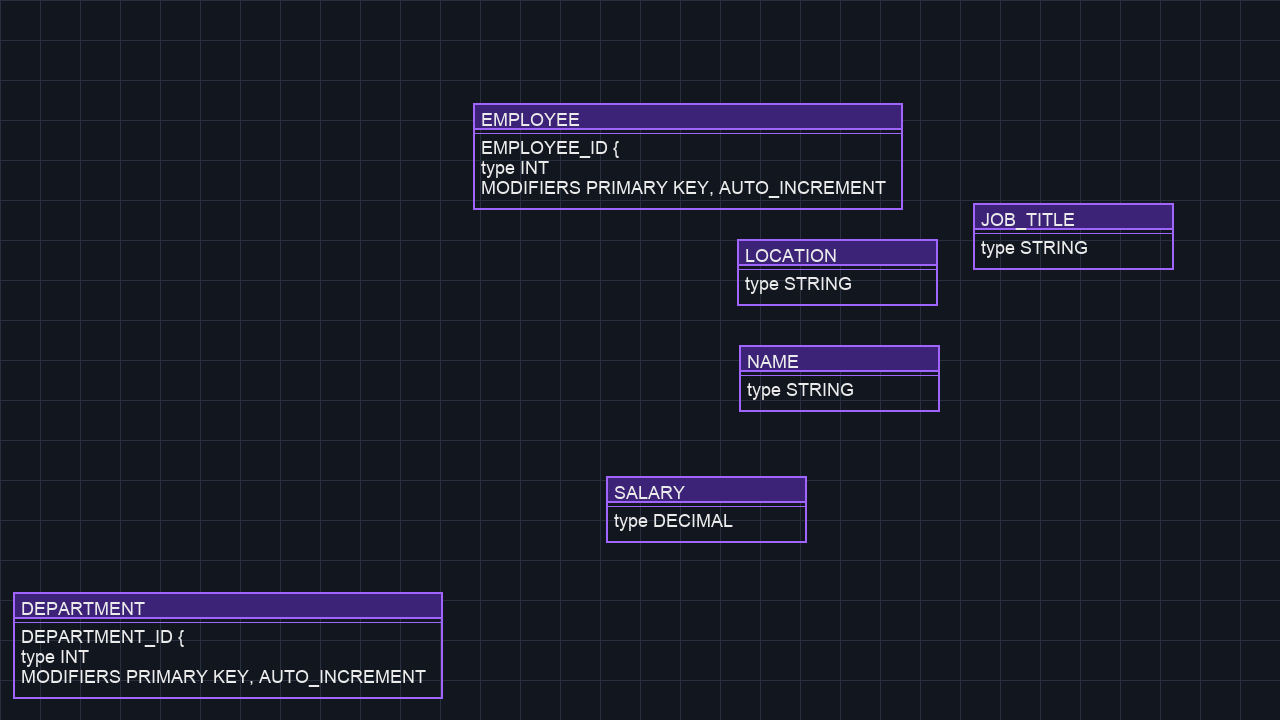 EMPLOYEE
EMPLOYEE_ID {
type INT
MODIFIERS PRIMARY KEY, AUTO_INCREMENT
JOB_TITLE
type STRING
LOCATION
type STRING
NAME
type STRING
SALARY
type DECIMAL
DEPARTMENT
DEPARTMENT_ID {
type INT
MODIFIERS PRIMARY KEY, AUTO_INCREMENT